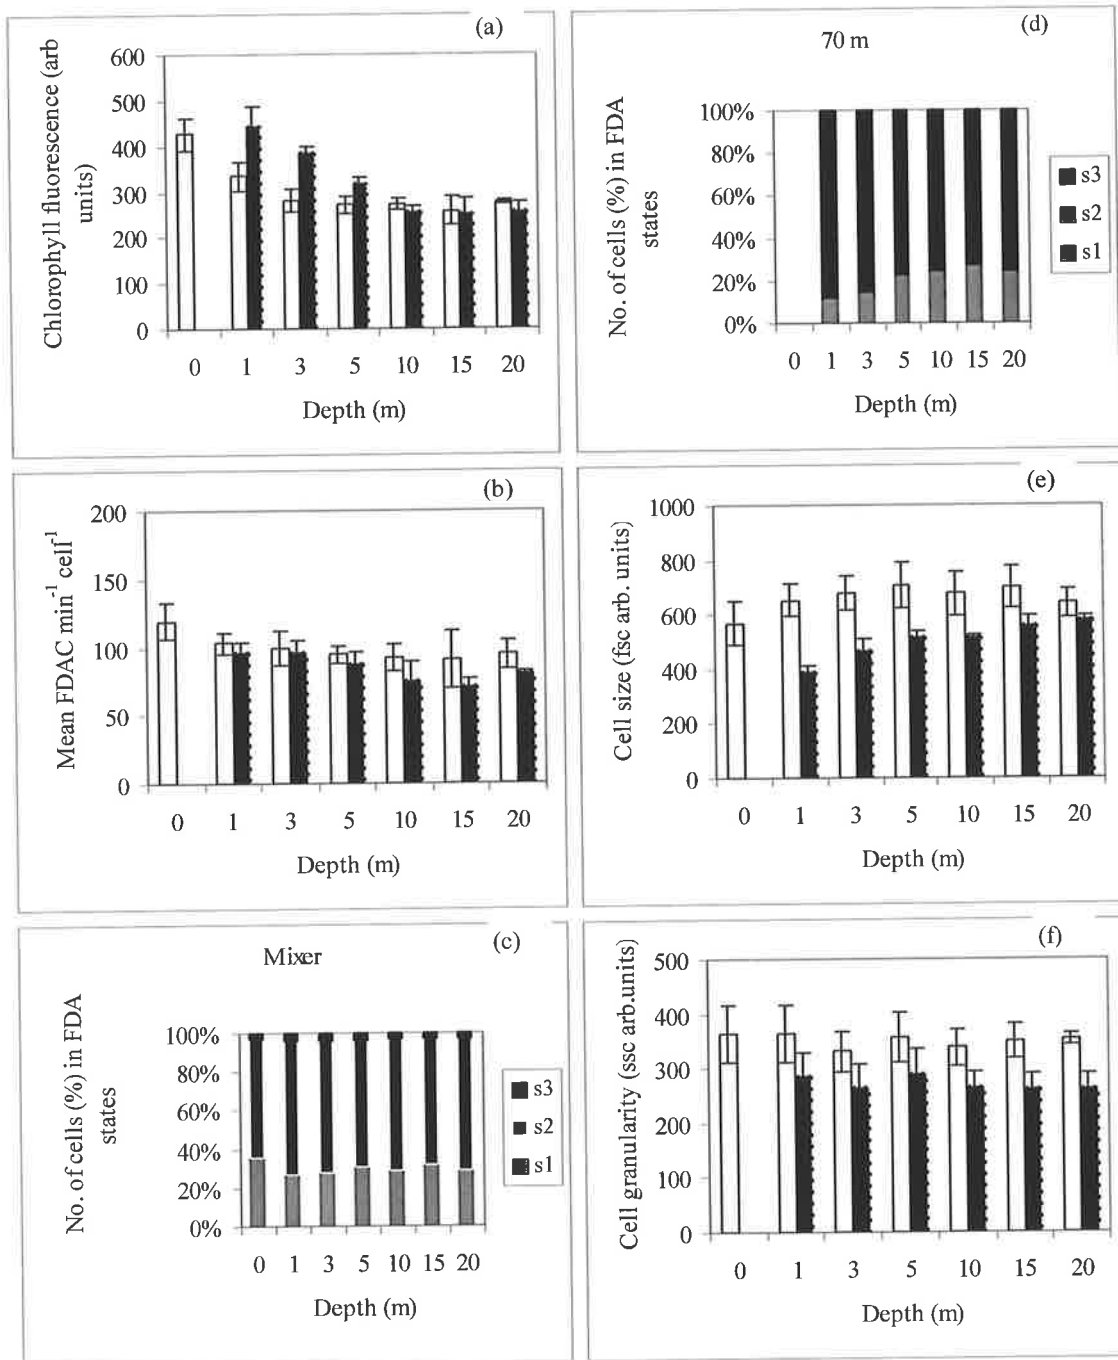 (a)
Chlorophyll fluorescence (arb
units)
600
500
400
300
200
100
0
0 1 3 5 10 15 20
Depth (m)
(d)
70 m
No. of cells (%) in FDA
states
100%
80%
60%
40%
20%
0%
0 1 3 5 10 15 20
Depth (m)
s3
s2
s1
(b)
Mean FDAC min⁻¹ cell⁻¹
200
150
100
50
0
0 1 3 5 10 15 20
Depth (m)
(e)
Cell size (fsc arb. units)
1000
800
600
400
200
0
0 1 3 5 10 15 20
Depth (m)
(c)
Mixer
No. of cells (%) in FDA
states
100%
80%
60%
40%
20%
0%
0 1 3 5 10 15 20
Depth (m)
s3
s2
s1
(f)
Cell granularity (ssc arb.units)
500
400
300
200
100
0
0 1 3 5 10 15 20
Depth (m)